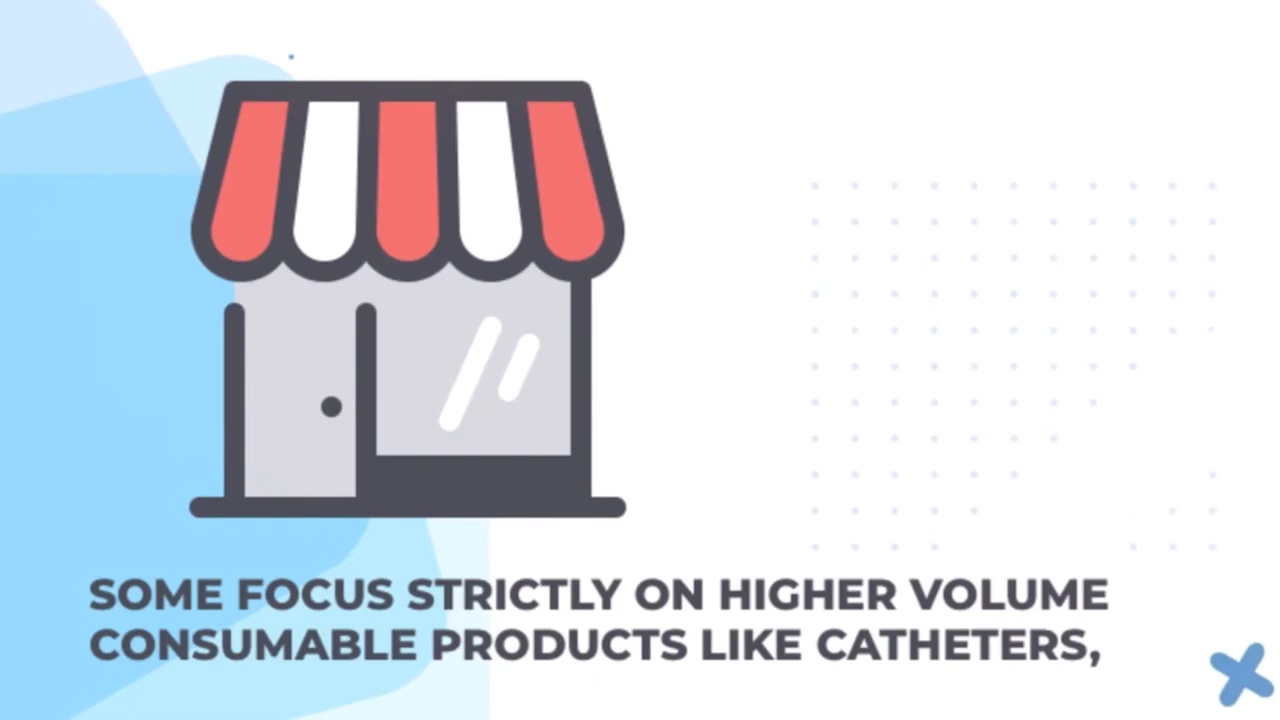 SOME FOCUS STRICTLY ON HIGHER VOLUME
CONSUMABLE PRODUCTS LIKE CATHETERS,